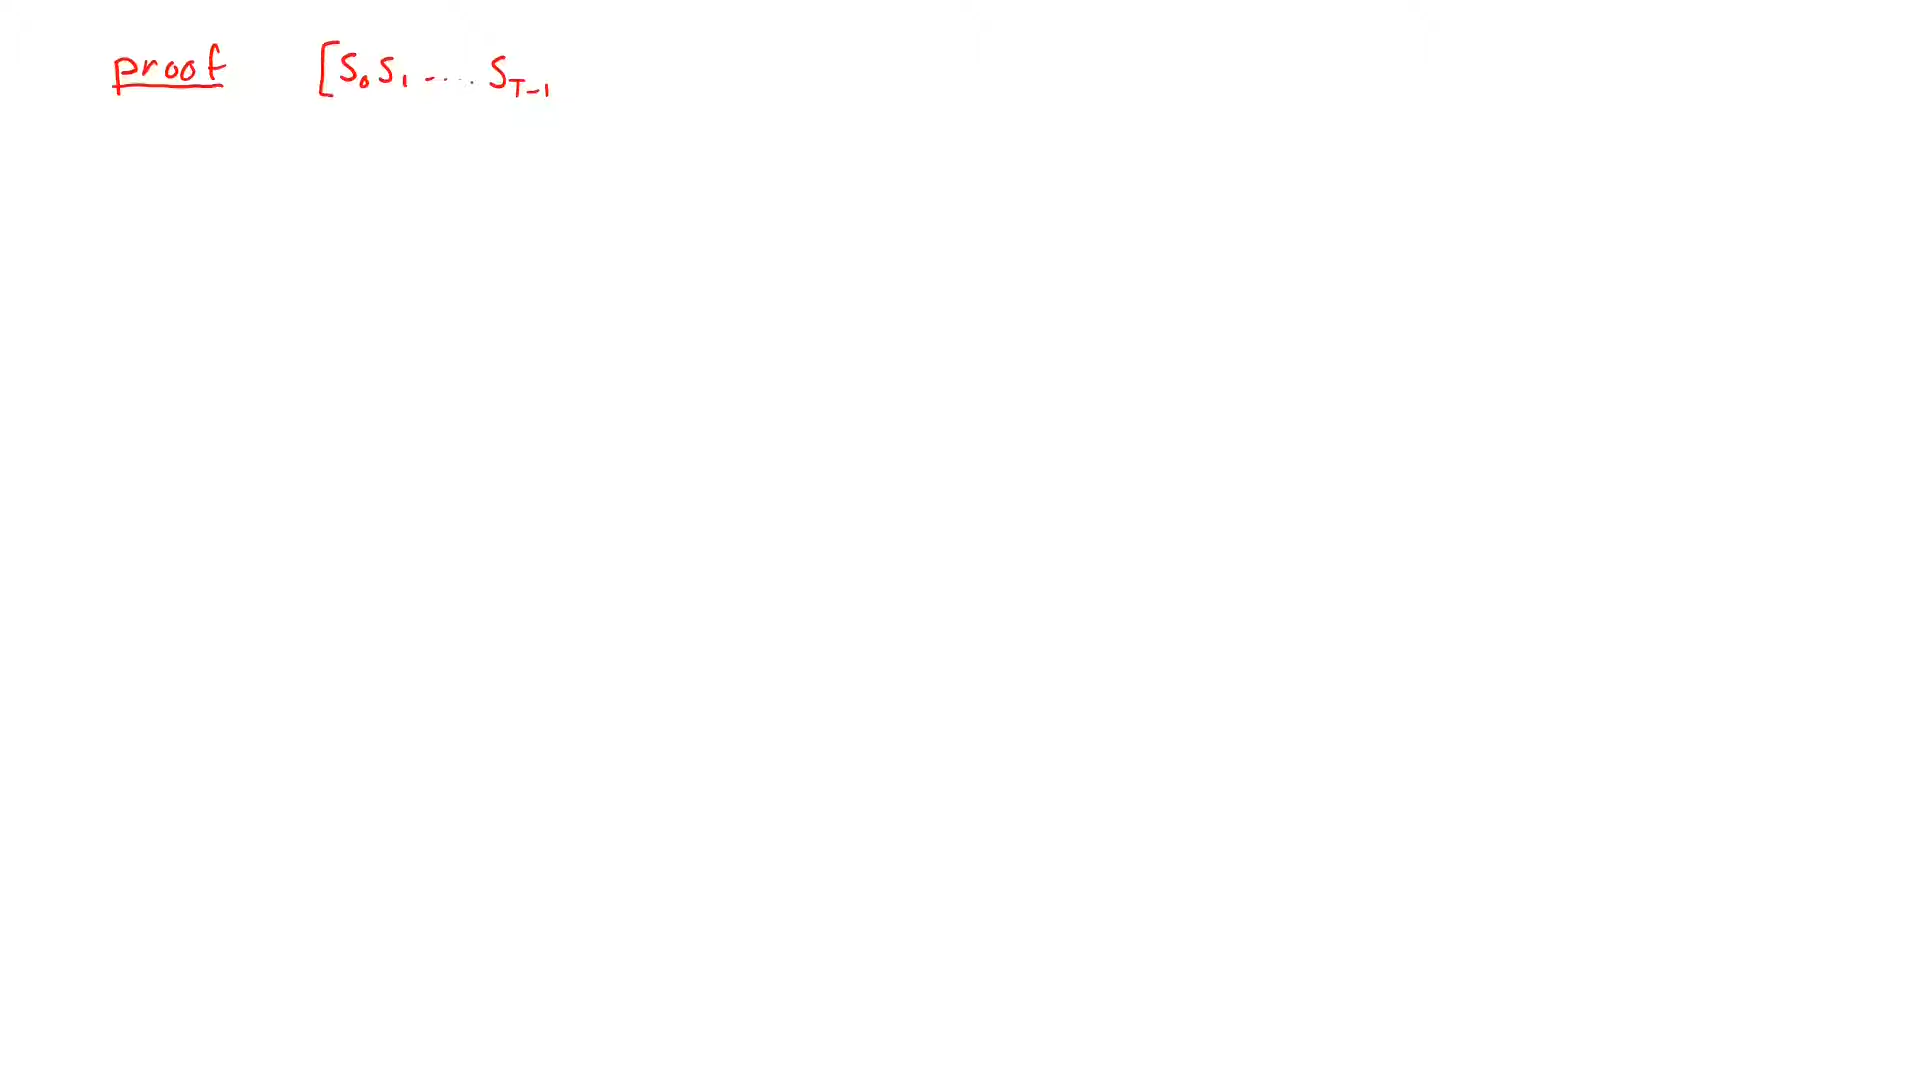 proof [S₀ S₁ ..... S_{T-1}